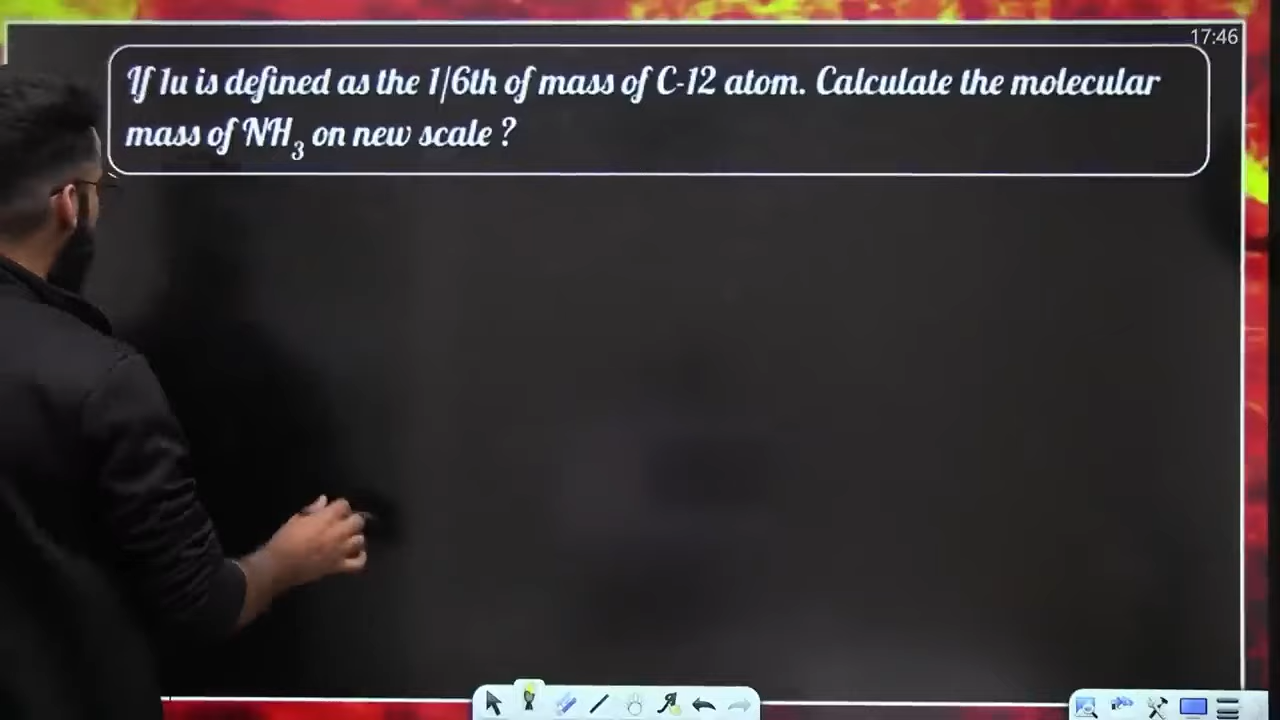 17:46
If 1u is defined as the 1/6th of mass of C-12 atom. Calculate the molecular
mass of NH₃ on new scale ?